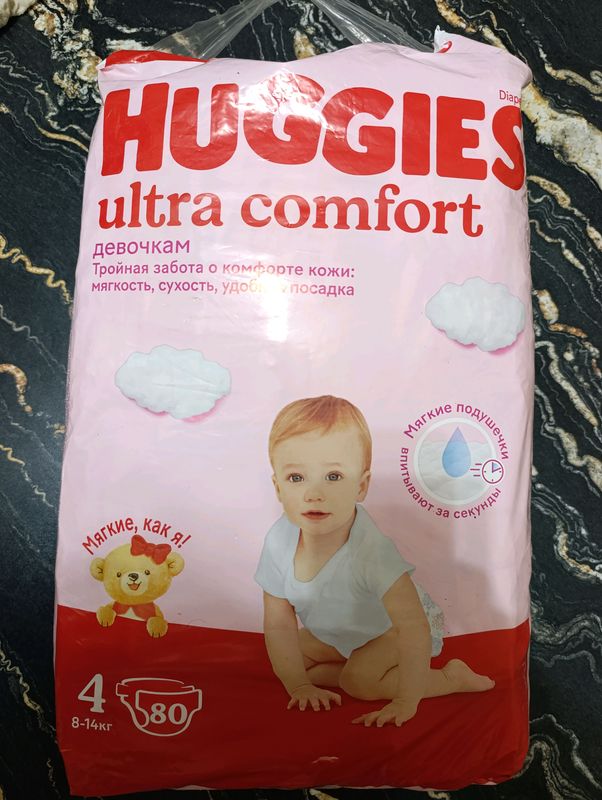 HUGGIES
ultra comfort
девочкам
Тройная забота о комфорте кожи:
мягкость, сухость, посадка
Мягкие подушечки
впитывают за секунды
Мягкие, как я!
4
80
8-14кг